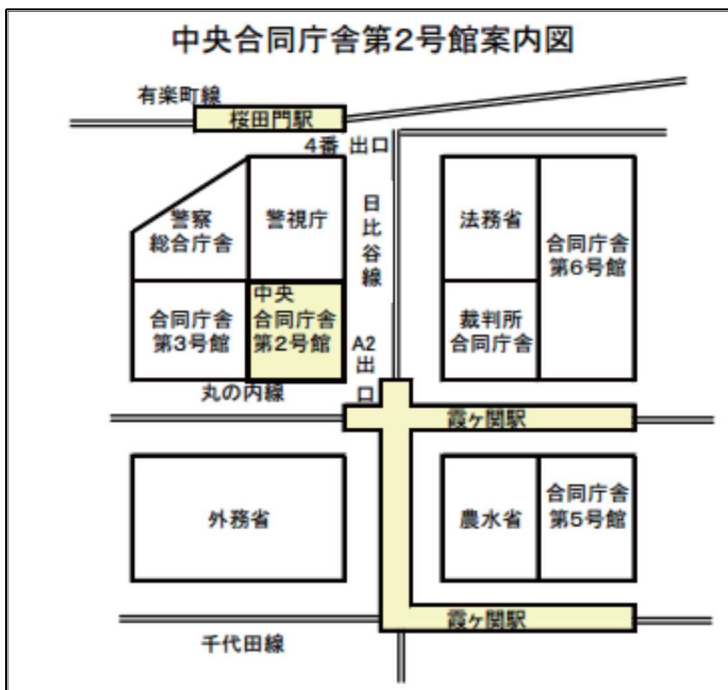 中央合同庁舎第2号館案内図
有楽町線
桜田門駅
4番 出口
警察
総合庁舎
警視庁
日比谷線
法務省
合同庁舎
第6号館
合同庁舎
第3号館
中央
合同庁舎
第2号館
A2
出
口
裁判所
合同庁舎
丸の内線
霞ヶ関駅
外務省
農水省
合同庁舎
第5号館
霞ヶ関駅
千代田線